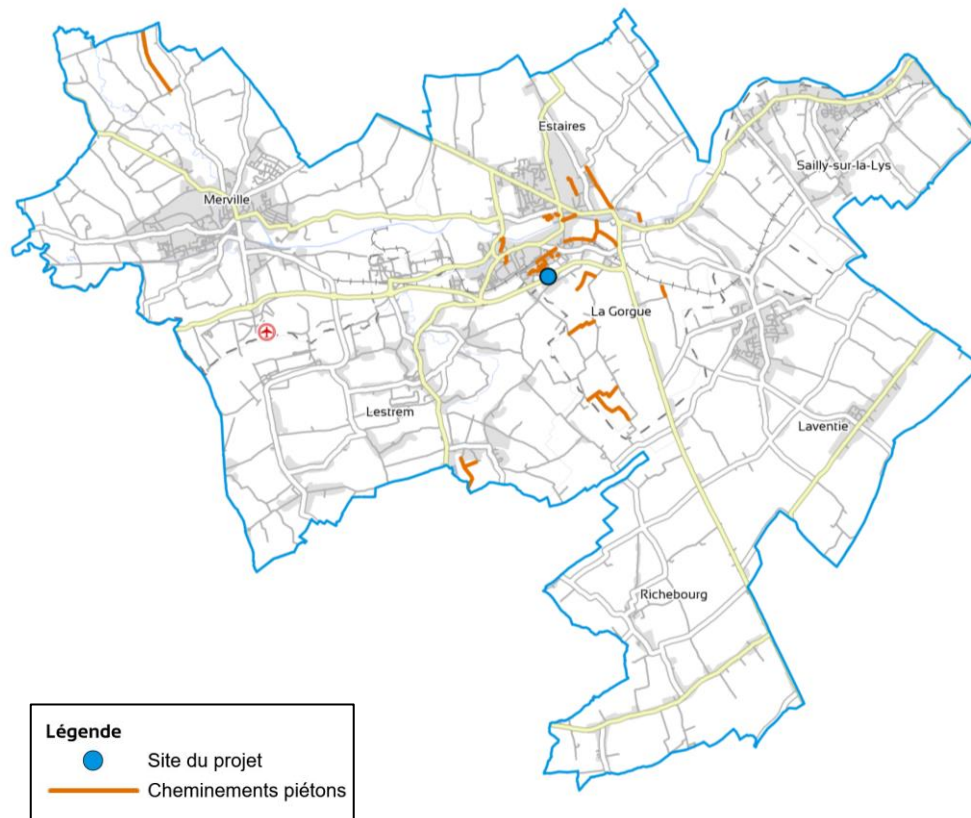 Estaires
Sailly-sur-la-Lys
Merville
La Gorgue
Lestrem
Laventie
Richebourg
Légende
Site du projet
Cheminements piétons